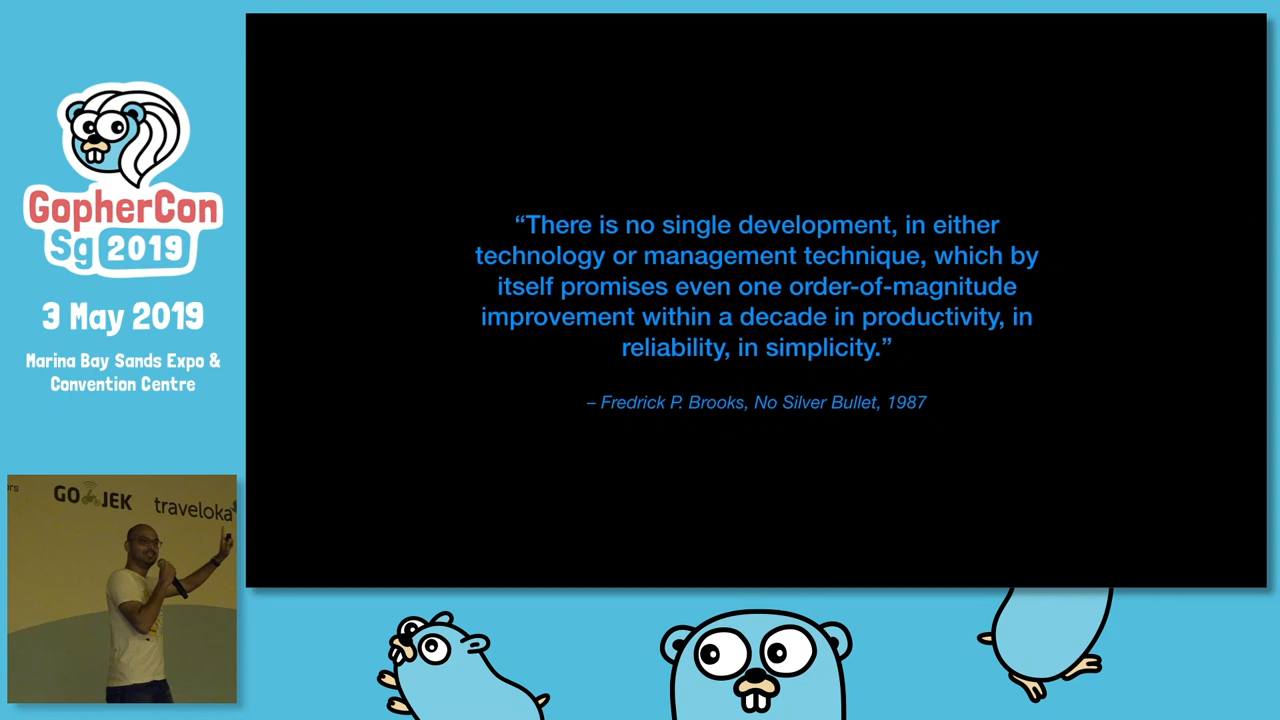 GopherCon
Sg 2019
3 May 2019
Marina Bay Sands Expo &
Convention Centre
“There is no single development, in either
technology or management technique, which by
itself promises even one order-of-magnitude
improvement within a decade in productivity, in
reliability, in simplicity.”
– Fredrick P. Brooks, No Silver Bullet, 1987
ors
GO JEK
traveloka